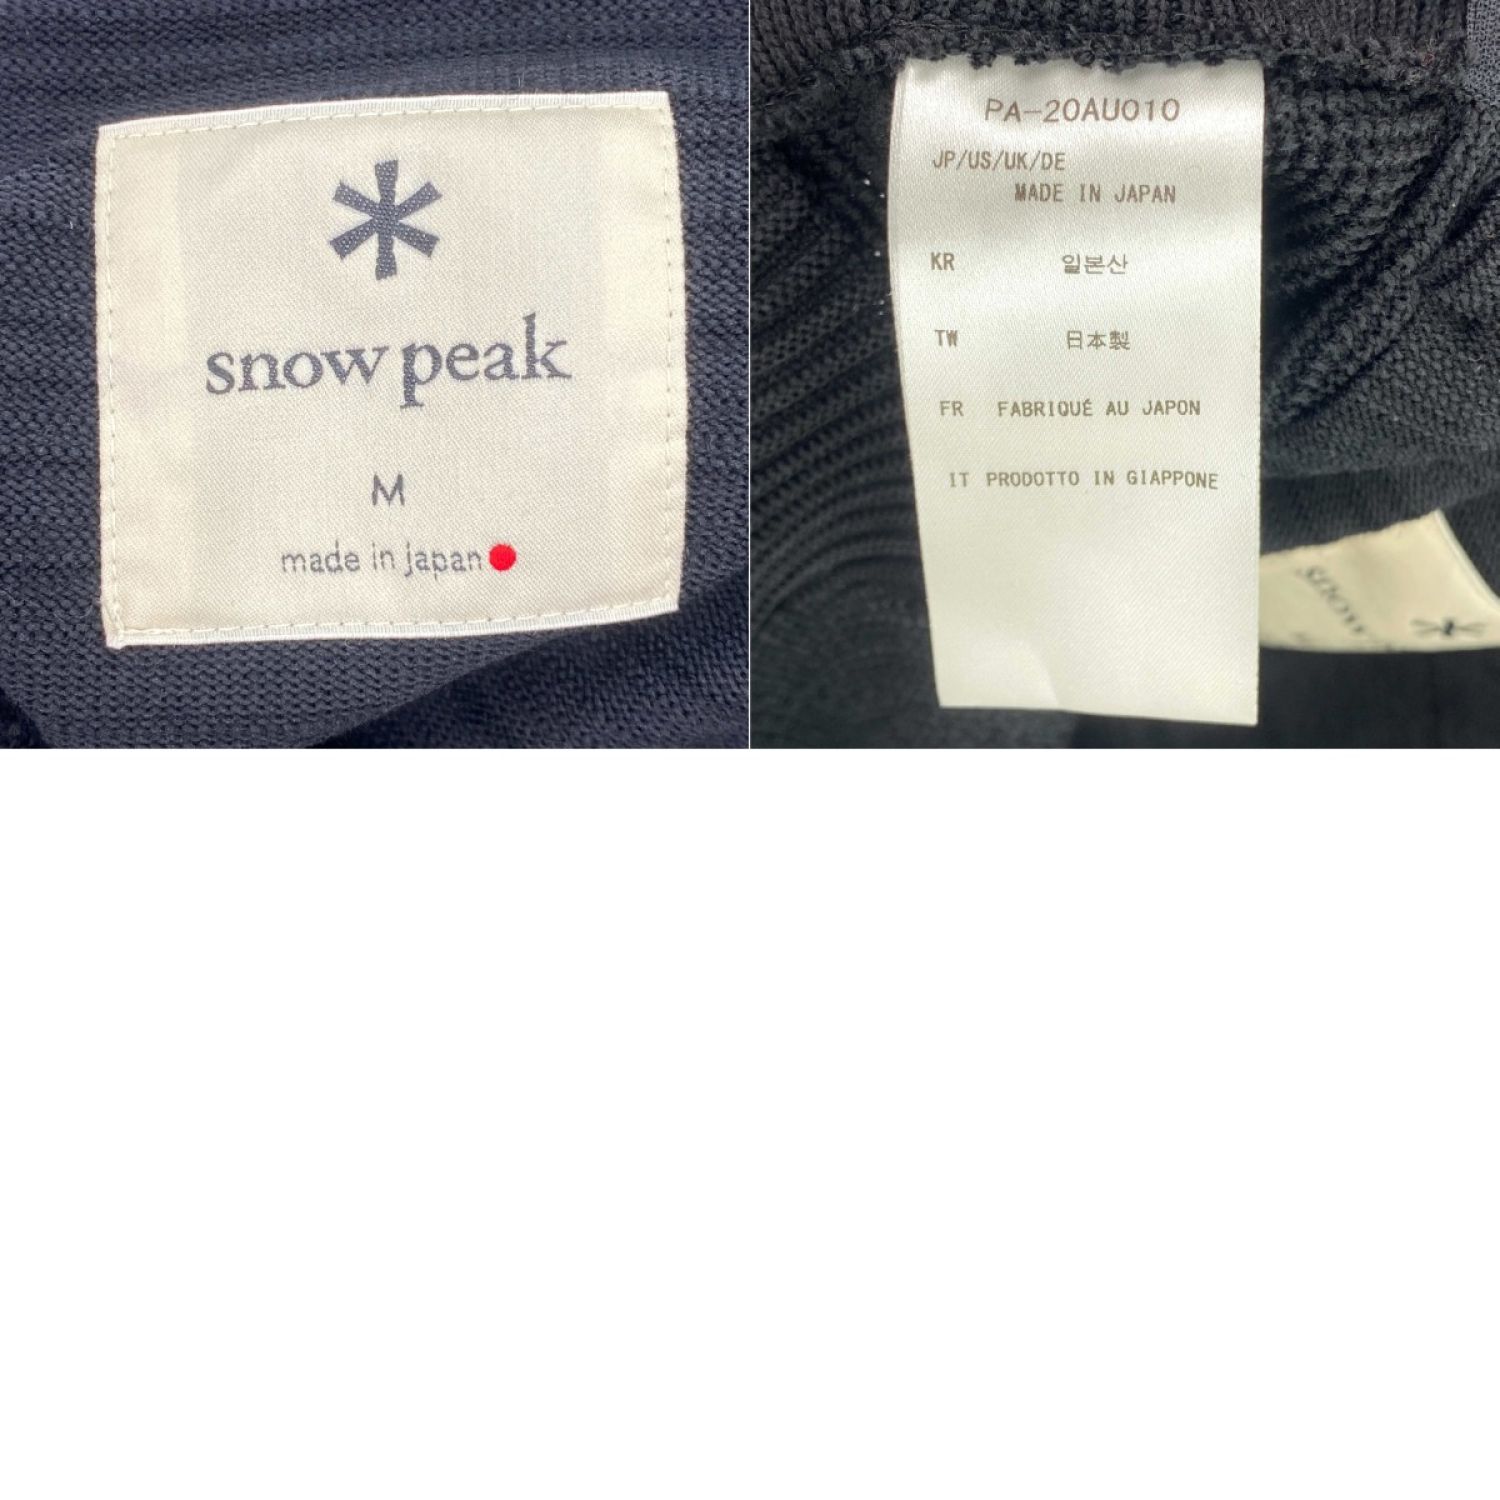 snow peak
M
made in japan
PA-20AU010
JP/US/UK/DE
MADE IN JAPAN
KR 일본산
TW 日本製
FR FABRIQUÉ AU JAPON
IT PRODOTTO IN GIAPPONE
snow